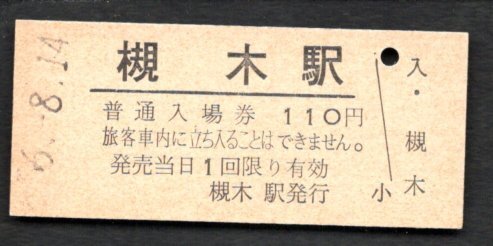 6.-8.14
槻木駅
普通入場券 110円
旅客車内に立ち入ることはできません。
発売当日1回限り有効
槻木 駅発行
入・槻木
小